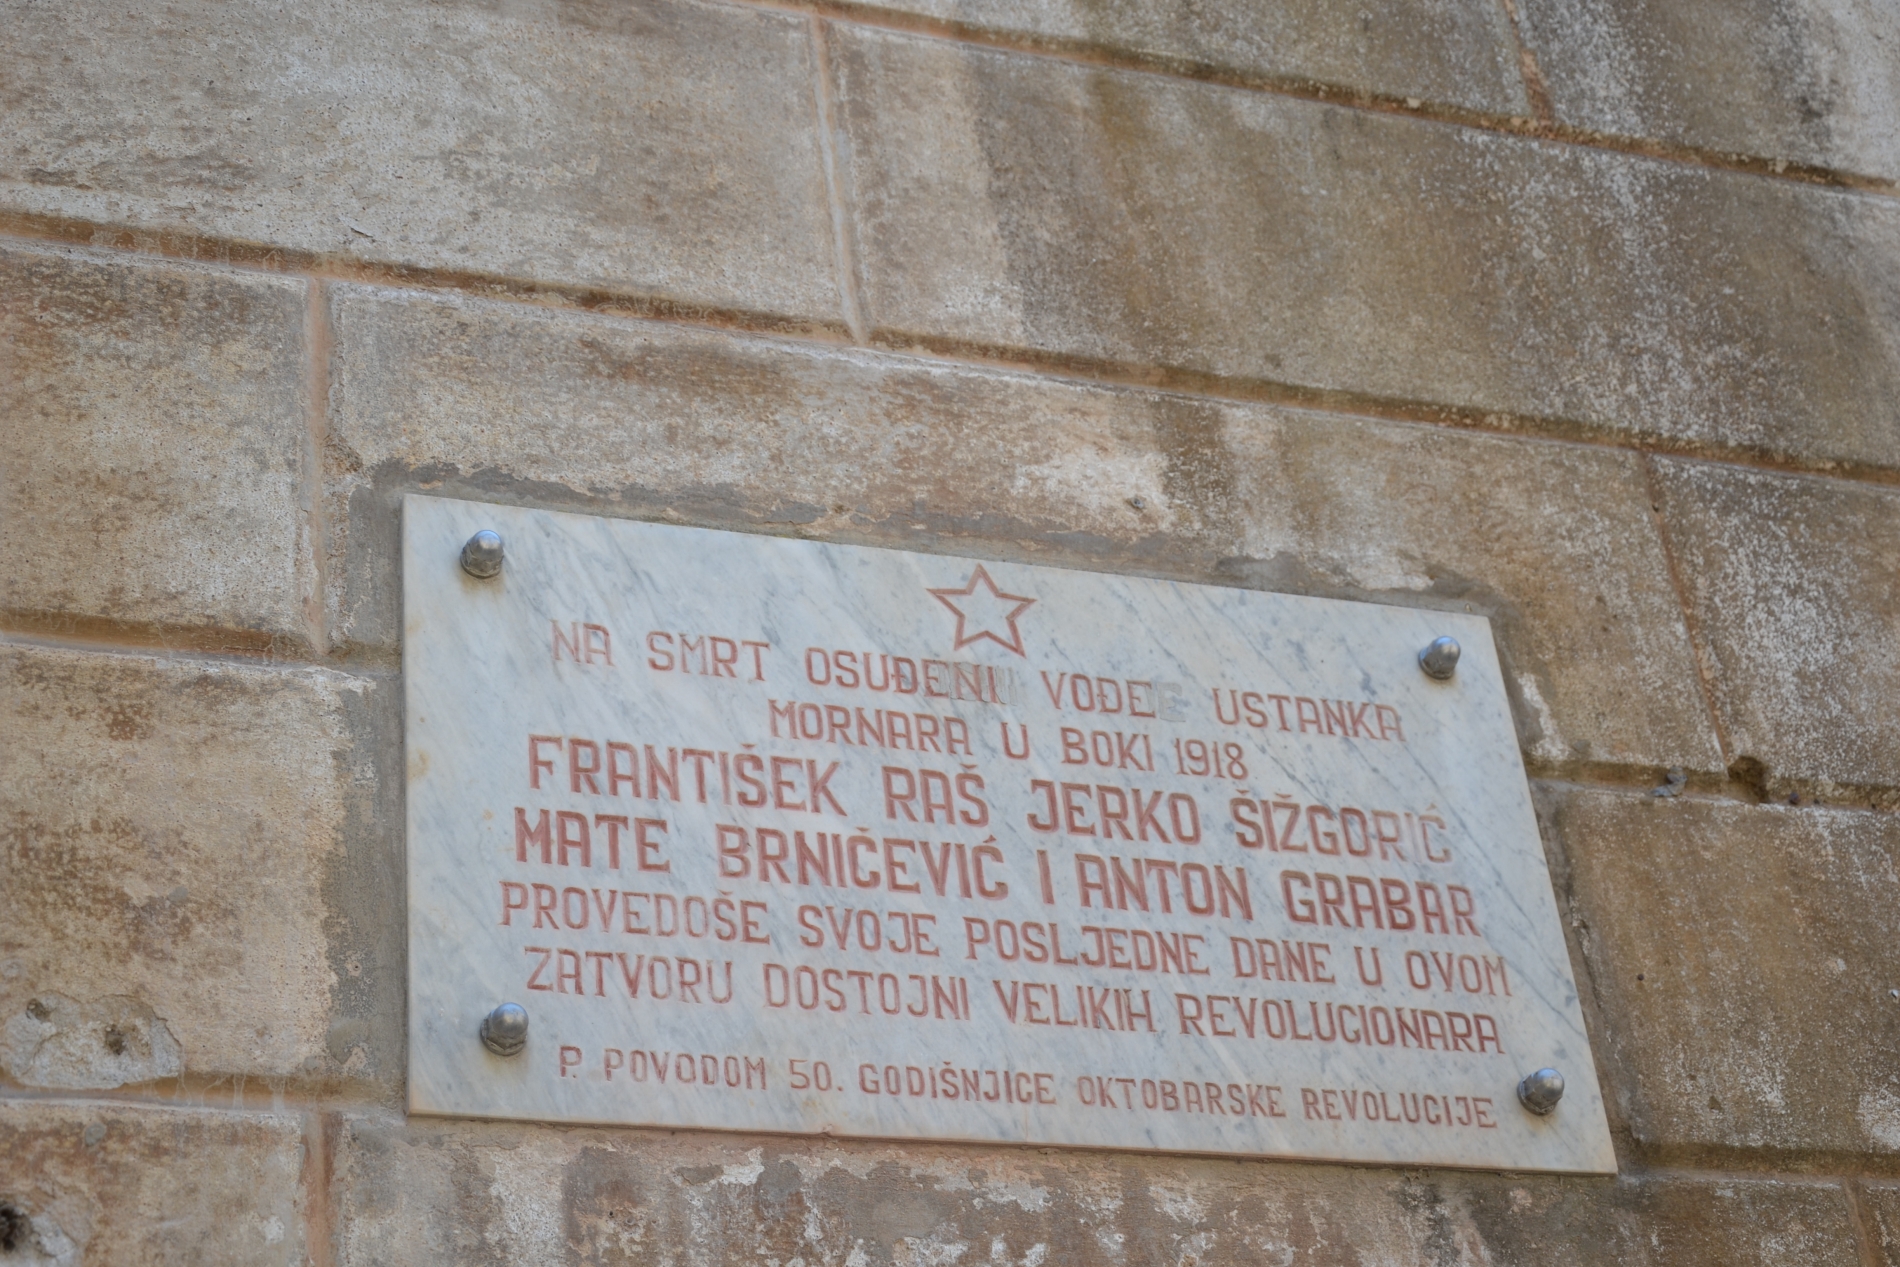 NA SMRT OSUĐENI VOĐE USTANKA
MORNARA U BOKI 1918
FRANTIŠEK RAŠ JERKO ŠIŽGORIĆ
MATE BRNIČEVIĆ I ANTON GRABAR
PROVEDOŠE SVOJE POSLJEDNE DANE U OVOM
ZATVORU DOSTOJNI VELIKIH REVOLUCIONARA
P. POVODOM 50. GODIŠNJICE OKTOBARSKE REVOLUCIJE